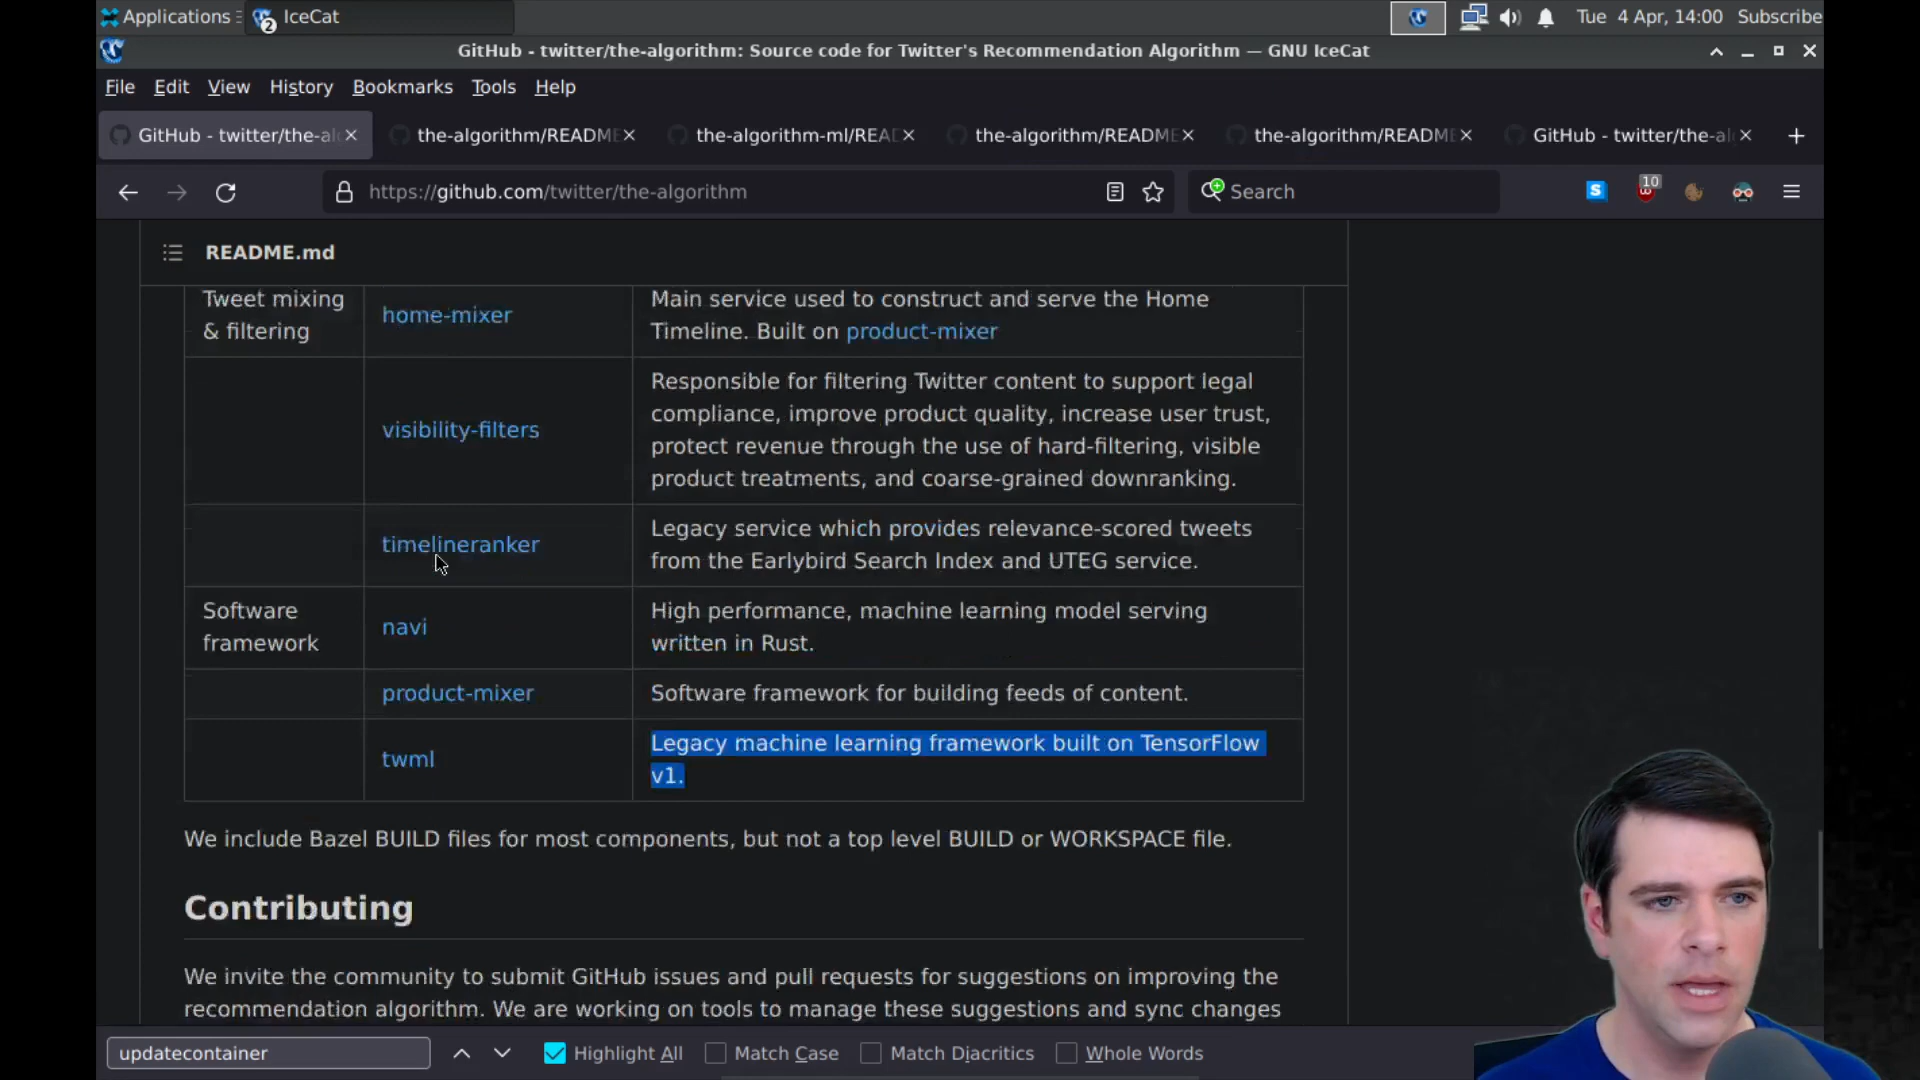 Applications
2
IceCat
Tue 4 Apr, 14:00
Subscribe
GitHub - twitter/the-algorithm: Source code for Twitter's Recommendation Algorithm — GNU IceCat
File Edit View History Bookmarks Tools Help
GitHub - twitter/the-al
the-algorithm/README
the-algorithm-ml/REA
the-algorithm/README
the-algorithm/README
GitHub - twitter/the-al
https://github.com/twitter/the-algorithm
Search
S
10
README.md
Tweet mixing
& filtering
home-mixer
Main service used to construct and serve the Home
Timeline. Built on product-mixer
visibility-filters
Responsible for filtering Twitter content to support legal
compliance, improve product quality, increase user trust,
protect revenue through the use of hard-filtering, visible
product treatments, and coarse-grained downranking.
timelineranker
Legacy service which provides relevance-scored tweets
from the Earlybird Search Index and UTEG service.
Software
framework
navi
High performance, machine learning model serving
written in Rust.
product-mixer
Software framework for building feeds of content.
twml
Legacy machine learning framework built on TensorFlow
v1.
We include Bazel BUILD files for most components, but not a top level BUILD or WORKSPACE file.
Contributing
We invite the community to submit GitHub issues and pull requests for suggestions on improving the
recommendation algorithm. We are working on tools to manage these suggestions and sync changes
updatecontainer
Highlight All
Match Case
Match Diacritics
Whole Words